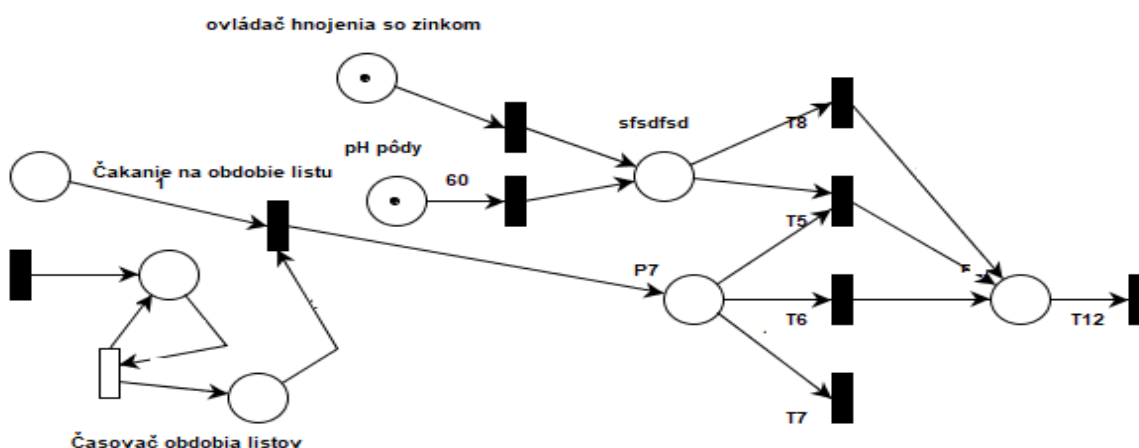 ovládač hnojenia so zinkom
sfsdfsd
T8
pH pôdy
60
Čakanie na obdobie listu
1
T5
P7
T6
T12
T7
Časovač obdobia listov